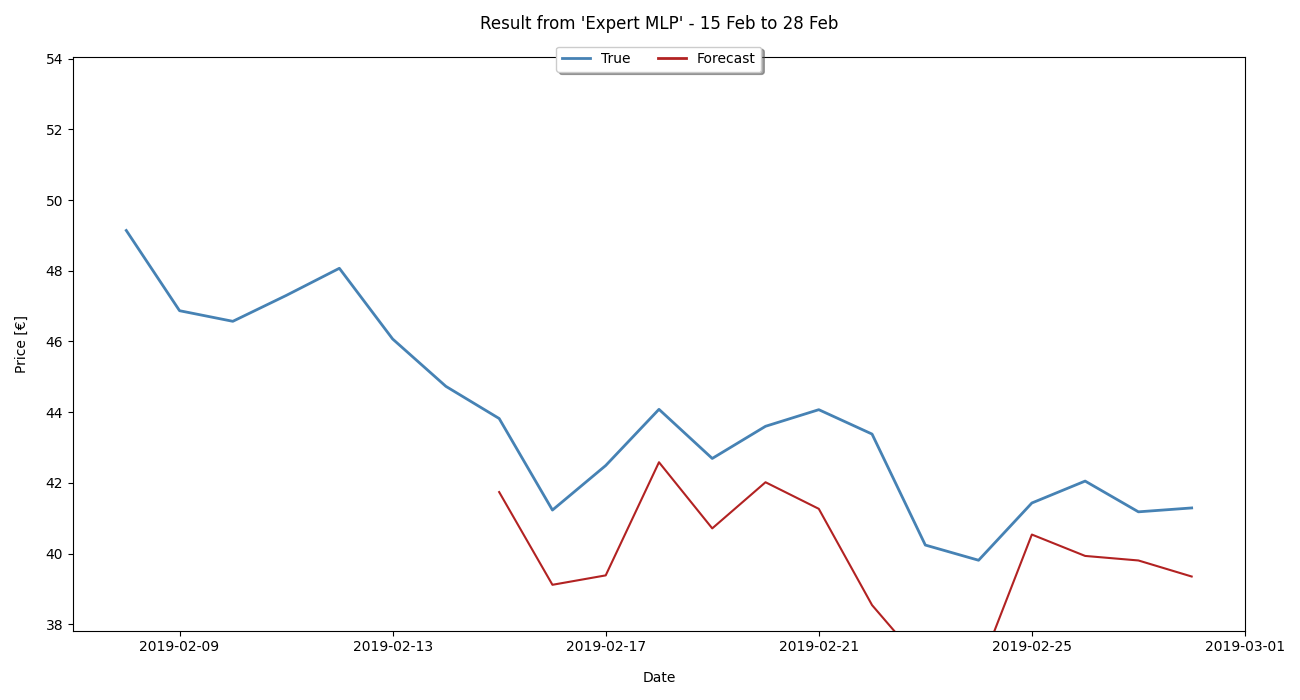 Result from 'Expert MLP' - 15 Feb to 28 Feb
True Forecast
54
52
50
48
46
44
42
40
38
Price [€]
2019-02-09 2019-02-13 2019-02-17 2019-02-21 2019-02-25 2019-03-01
Date